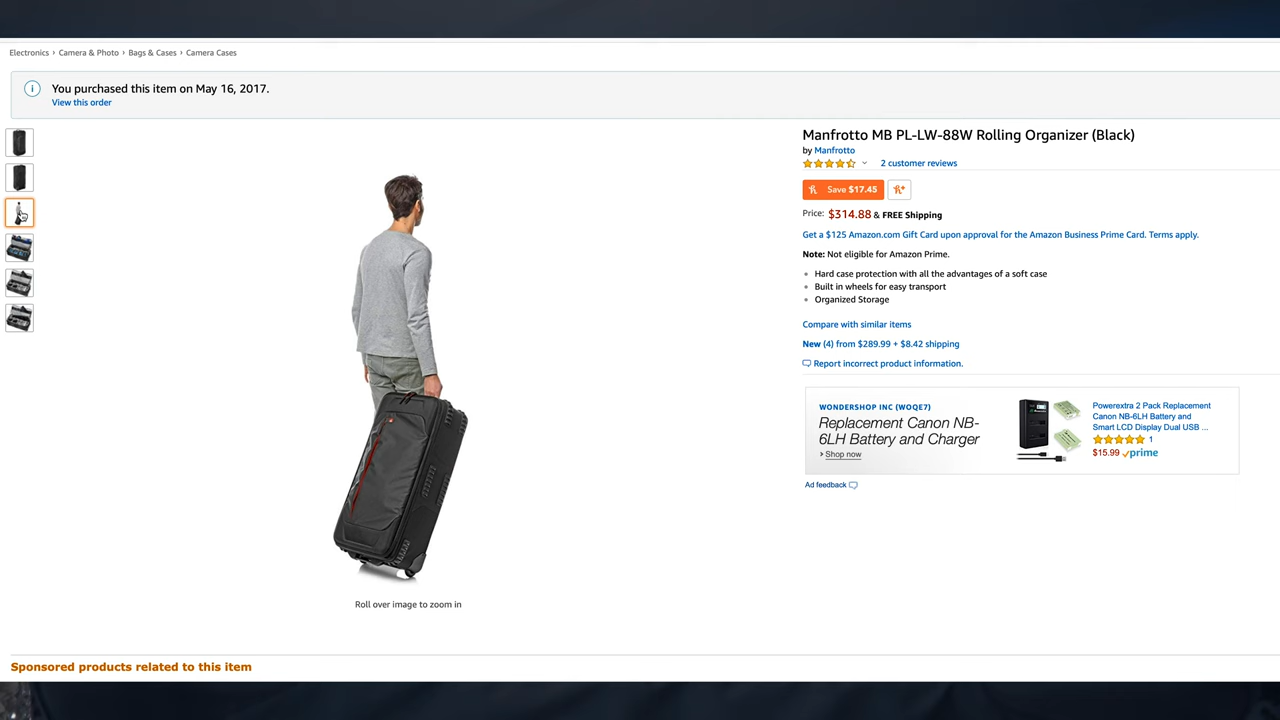 Electronics › Camera & Photo › Bags & Cases › Camera Cases
You purchased this item on May 16, 2017.
View this order
Manfrotto MB PL-LW-88W Rolling Organizer (Black)
by Manfrotto
2 customer reviews
Save $17.45
Price: $314.88 & FREE Shipping
Get a $125 Amazon.com Gift Card upon approval for the Amazon Business Prime Card. Terms apply.
Note: Not eligible for Amazon Prime.
• Hard case protection with all the advantages of a soft case
• Built in wheels for easy transport
• Organized Storage
Compare with similar items
New (4) from $289.99 + $8.42 shipping
Report incorrect product information.
WONDERSHOP INC (WOQE7)
Replacement Canon NB-
6LH Battery and Charger
› Shop now
Powerextra 2 Pack Replacement
Canon NB-6LH Battery and
Smart LCD Display Dual USB ...
1
$15.99 prime
Ad feedback
Roll over image to zoom in
Sponsored products related to this item